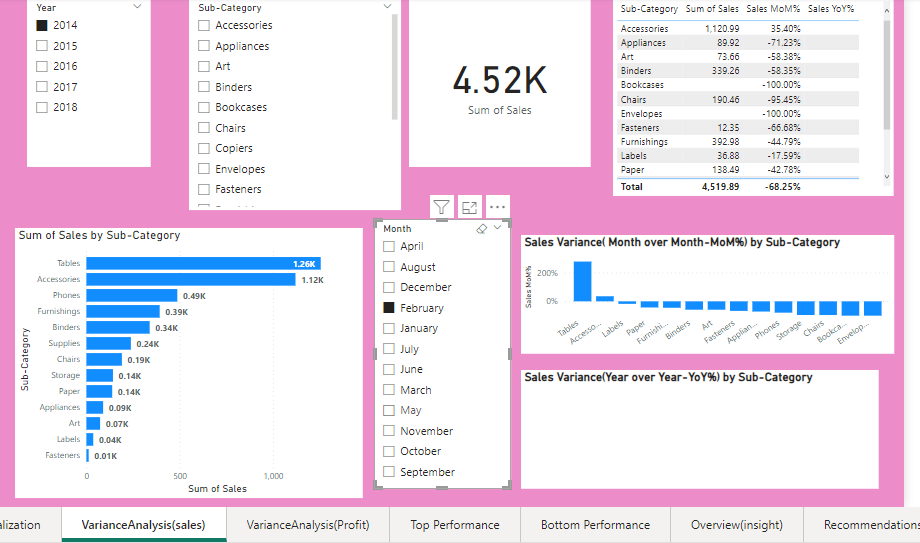 Year
2014
2015
2016
2017
2018
Sub-Category
Accessories
Appliances
Art
Binders
Bookcases
Chairs
Copiers
Envelopes
Fasteners
4.52K
Sum of Sales
Sub-Category Sum of Sales Sales MoM% Sales YoY%
Accessories 1,120.99 35.40%
Appliances 89.92 -71.23%
Art 73.66 -58.38%
Binders 339.26 -58.35%
Bookcases -100.00%
Chairs 190.46 -95.45%
Envelopes -100.00%
Fasteners 12.35 -66.68%
Furnishings 392.98 -44.79%
Labels 36.88 -17.59%
Paper 138.49 -42.78%
Total 4,519.89 -68.25%
Sum of Sales by Sub-Category
Sub-Category
Tables 1.26K
Accessories 1.12K
Phones 0.49K
Furnishings 0.39K
Binders 0.34K
Supplies 0.24K
Chairs 0.19K
Storage 0.14K
Paper 0.14K
Appliances 0.09K
Art 0.07K
Labels 0.04K
Fasteners 0.01K
0 500 1,000
Sum of Sales
Month
April
August
December
February
January
July
June
March
May
November
October
September
Sales Variance( Month over Month-MoM%) by Sub-Category
Sales MoM%
200%
0%
Tables
Accesso...
Labels
Paper
Furnishi...
Binders
Art
Fasteners
Applian...
Phones
Storage
Chairs
Bookca...
Envelop...
Sales Variance(Year over Year-YoY%) by Sub-Category
alization VarianceAnalysis(sales) VarianceAnalysis(Profit) Top Performance Bottom Performance Overview(insight) Recommendations